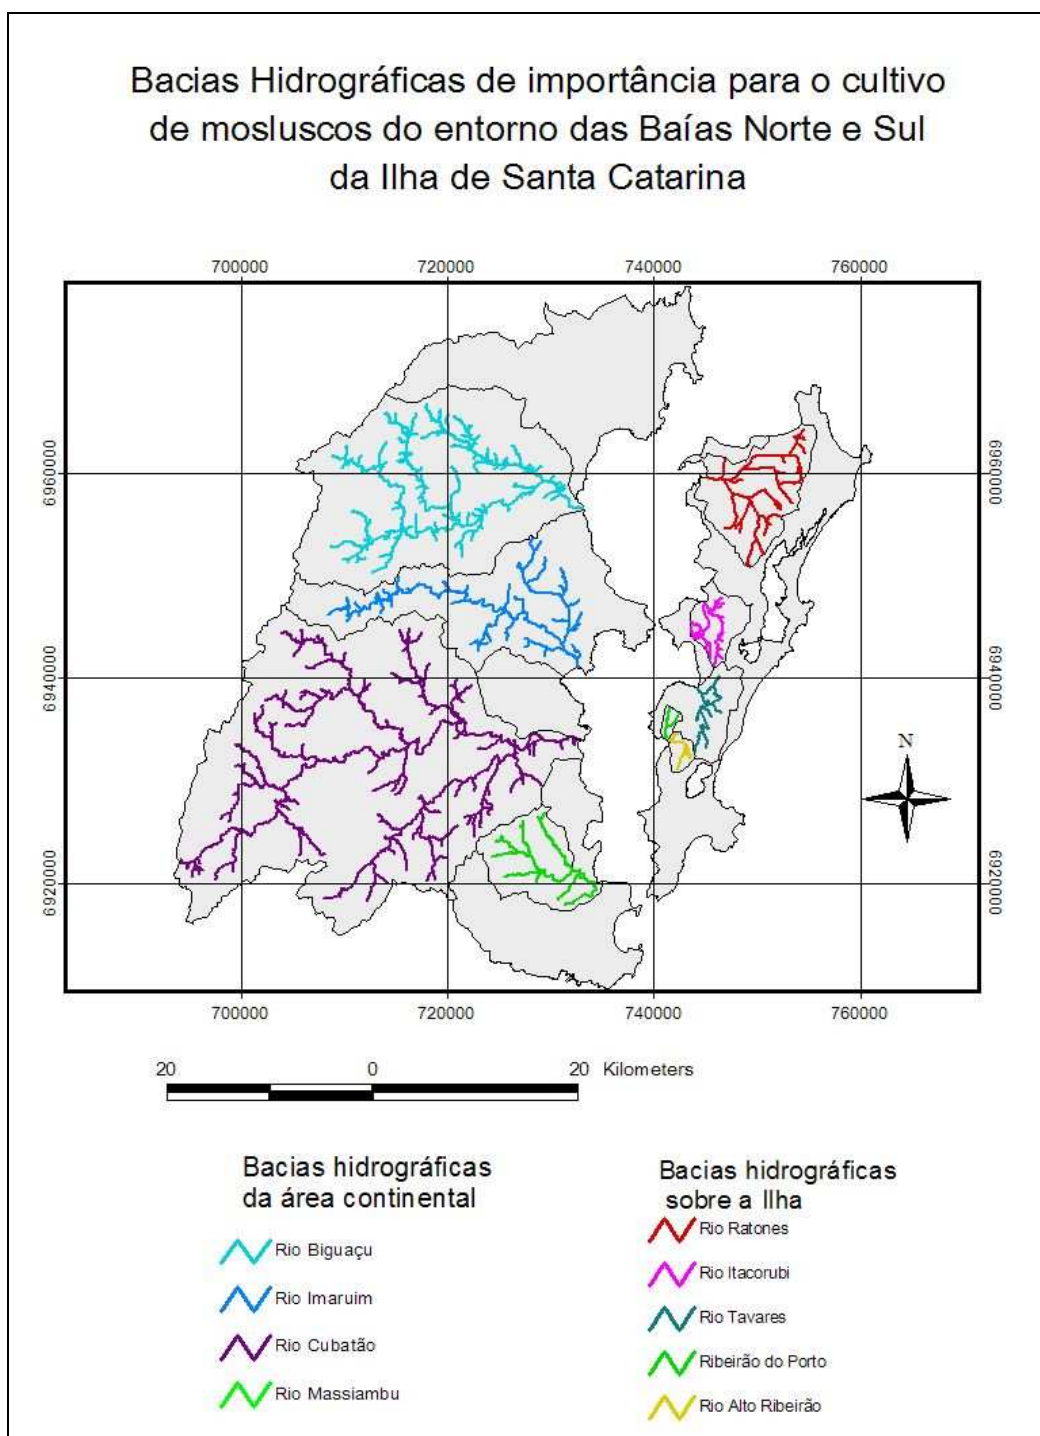 Bacias Hidrográficas de importância para o cultivo
de mosluscos do entorno das Baías Norte e Sul
da Ilha de Santa Catarina
700000 720000 740000 760000
6960000 6960000
6940000 6940000
N
6920000 6920000
700000 720000 740000 760000
20 0 20 Kilometers
Bacias hidrográficas
da área continental
Rio Biguaçu
Rio Imaruim
Rio Cubatão
Rio Massiambu
Bacias hidrográficas
sobre a Ilha
Rio Ratones
Rio Itacorubi
Rio Tavares
Ribeirão do Porto
Rio Alto Ribeirão